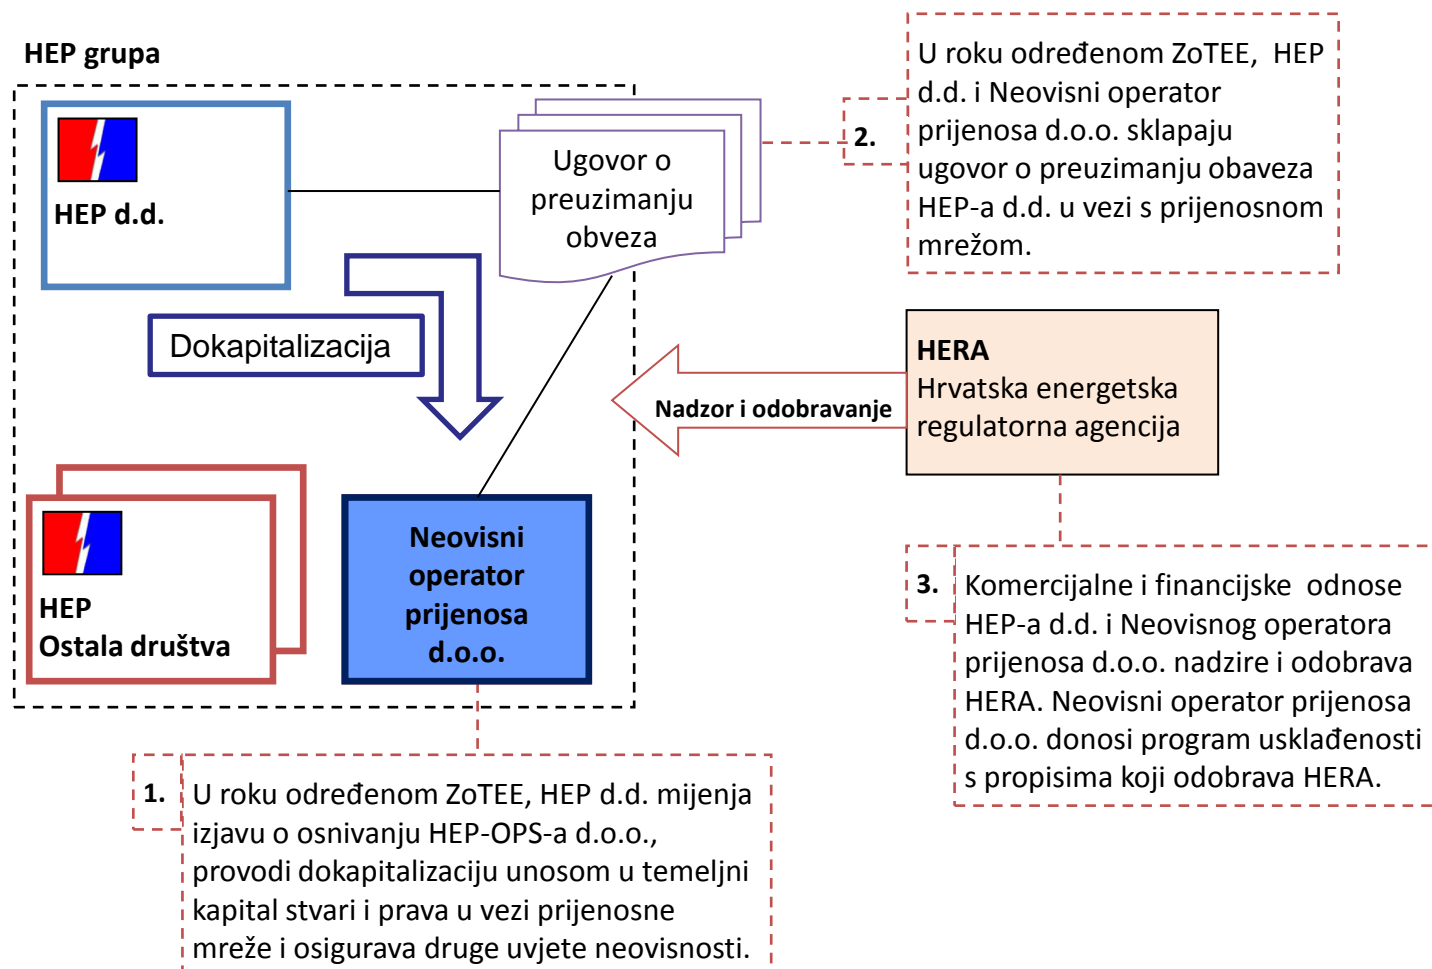 HEP grupa
HEP d.d.
Ugovor o
preuzimanju
obveza
2.
U roku određenom ZoTEE, HEP
d.d. i Neovisni operator
prijenosa d.o.o. sklapaju
ugovor o preuzimanju obaveza
HEP-a d.d. u vezi s prijenosnom
mrežom.
Dokapitalizacija
Nadzor i odobravanje
HERA
Hrvatska energetska
regulatorna agencija
HEP
Ostala društva
Neovisni
operator
prijenosa
d.o.o.
3.
Komercijalne i financijske odnose
HEP-a d.d. i Neovisnog operatora
prijenosa d.o.o. nadzire i odobrava
HERA. Neovisni operator prijenosa
d.o.o. donosi program usklađenosti
s propisima koji odobrava HERA.
1.
U roku određenom ZoTEE, HEP d.d. mijenja
izjavu o osnivanju HEP-OPS-a d.o.o.,
provodi dokapitalizaciju unosom u temeljni
kapital stvari i prava u vezi prijenosne
mreže i osigurava druge uvjete neovisnosti.